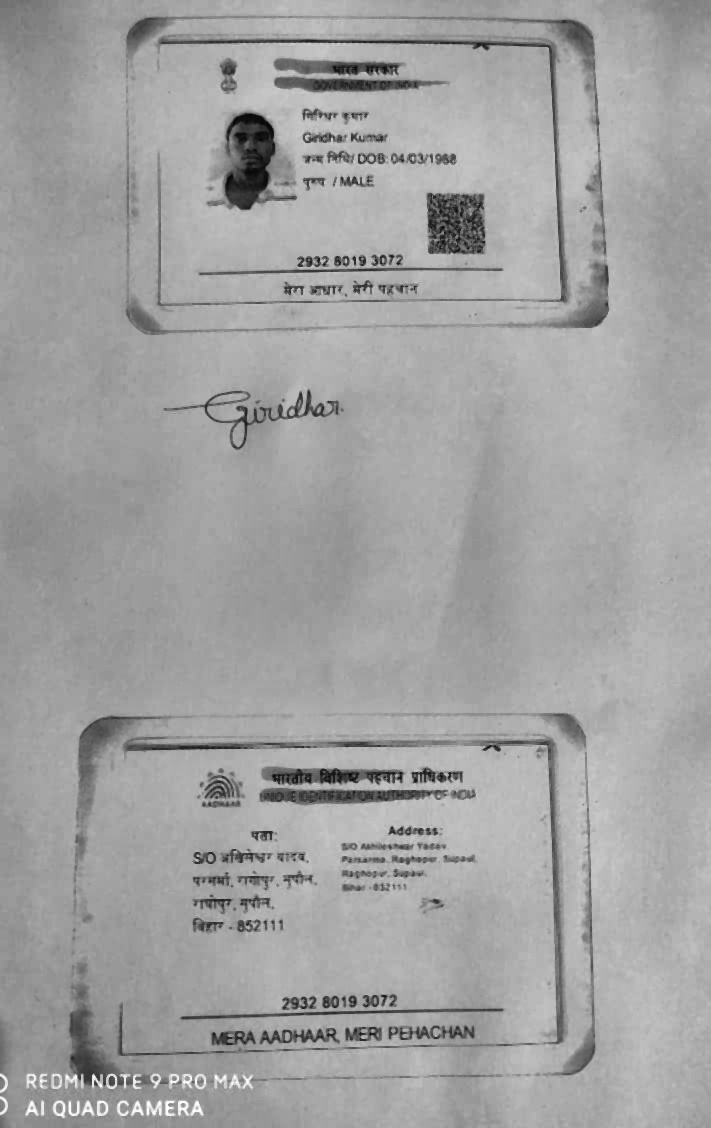 भारत सरकार
GOVERNMENT OF INDIA
गिरिधर कुमार
Giridhar Kumar
जन्म तिथि/ DOB: 04/03/1988
पुरुष / MALE
2932 8019 3072
मेरा आधार, मेरी पहचान
Giridhar
भारतीय विशिष्ट पहचान प्राधिकरण
UNIQUE IDENTIFICATION AUTHORITY OF INDIA
AADHAAR
पता:
S/O अखिलेश्वर यादव,
परसर्मा, राघोपुर, सुपौल,
राघोपुर, सुपौल,
बिहार - 852111
Address:
S/O Akhileshwar Yadav
Parsarma, Raghopur, Supaul,
Raghopur, Supaul,
Bihar - 852111
2932 8019 3072
MERA AADHAAR, MERI PEHACHAN
REDMI NOTE 9 PRO MAX
AI QUAD CAMERA